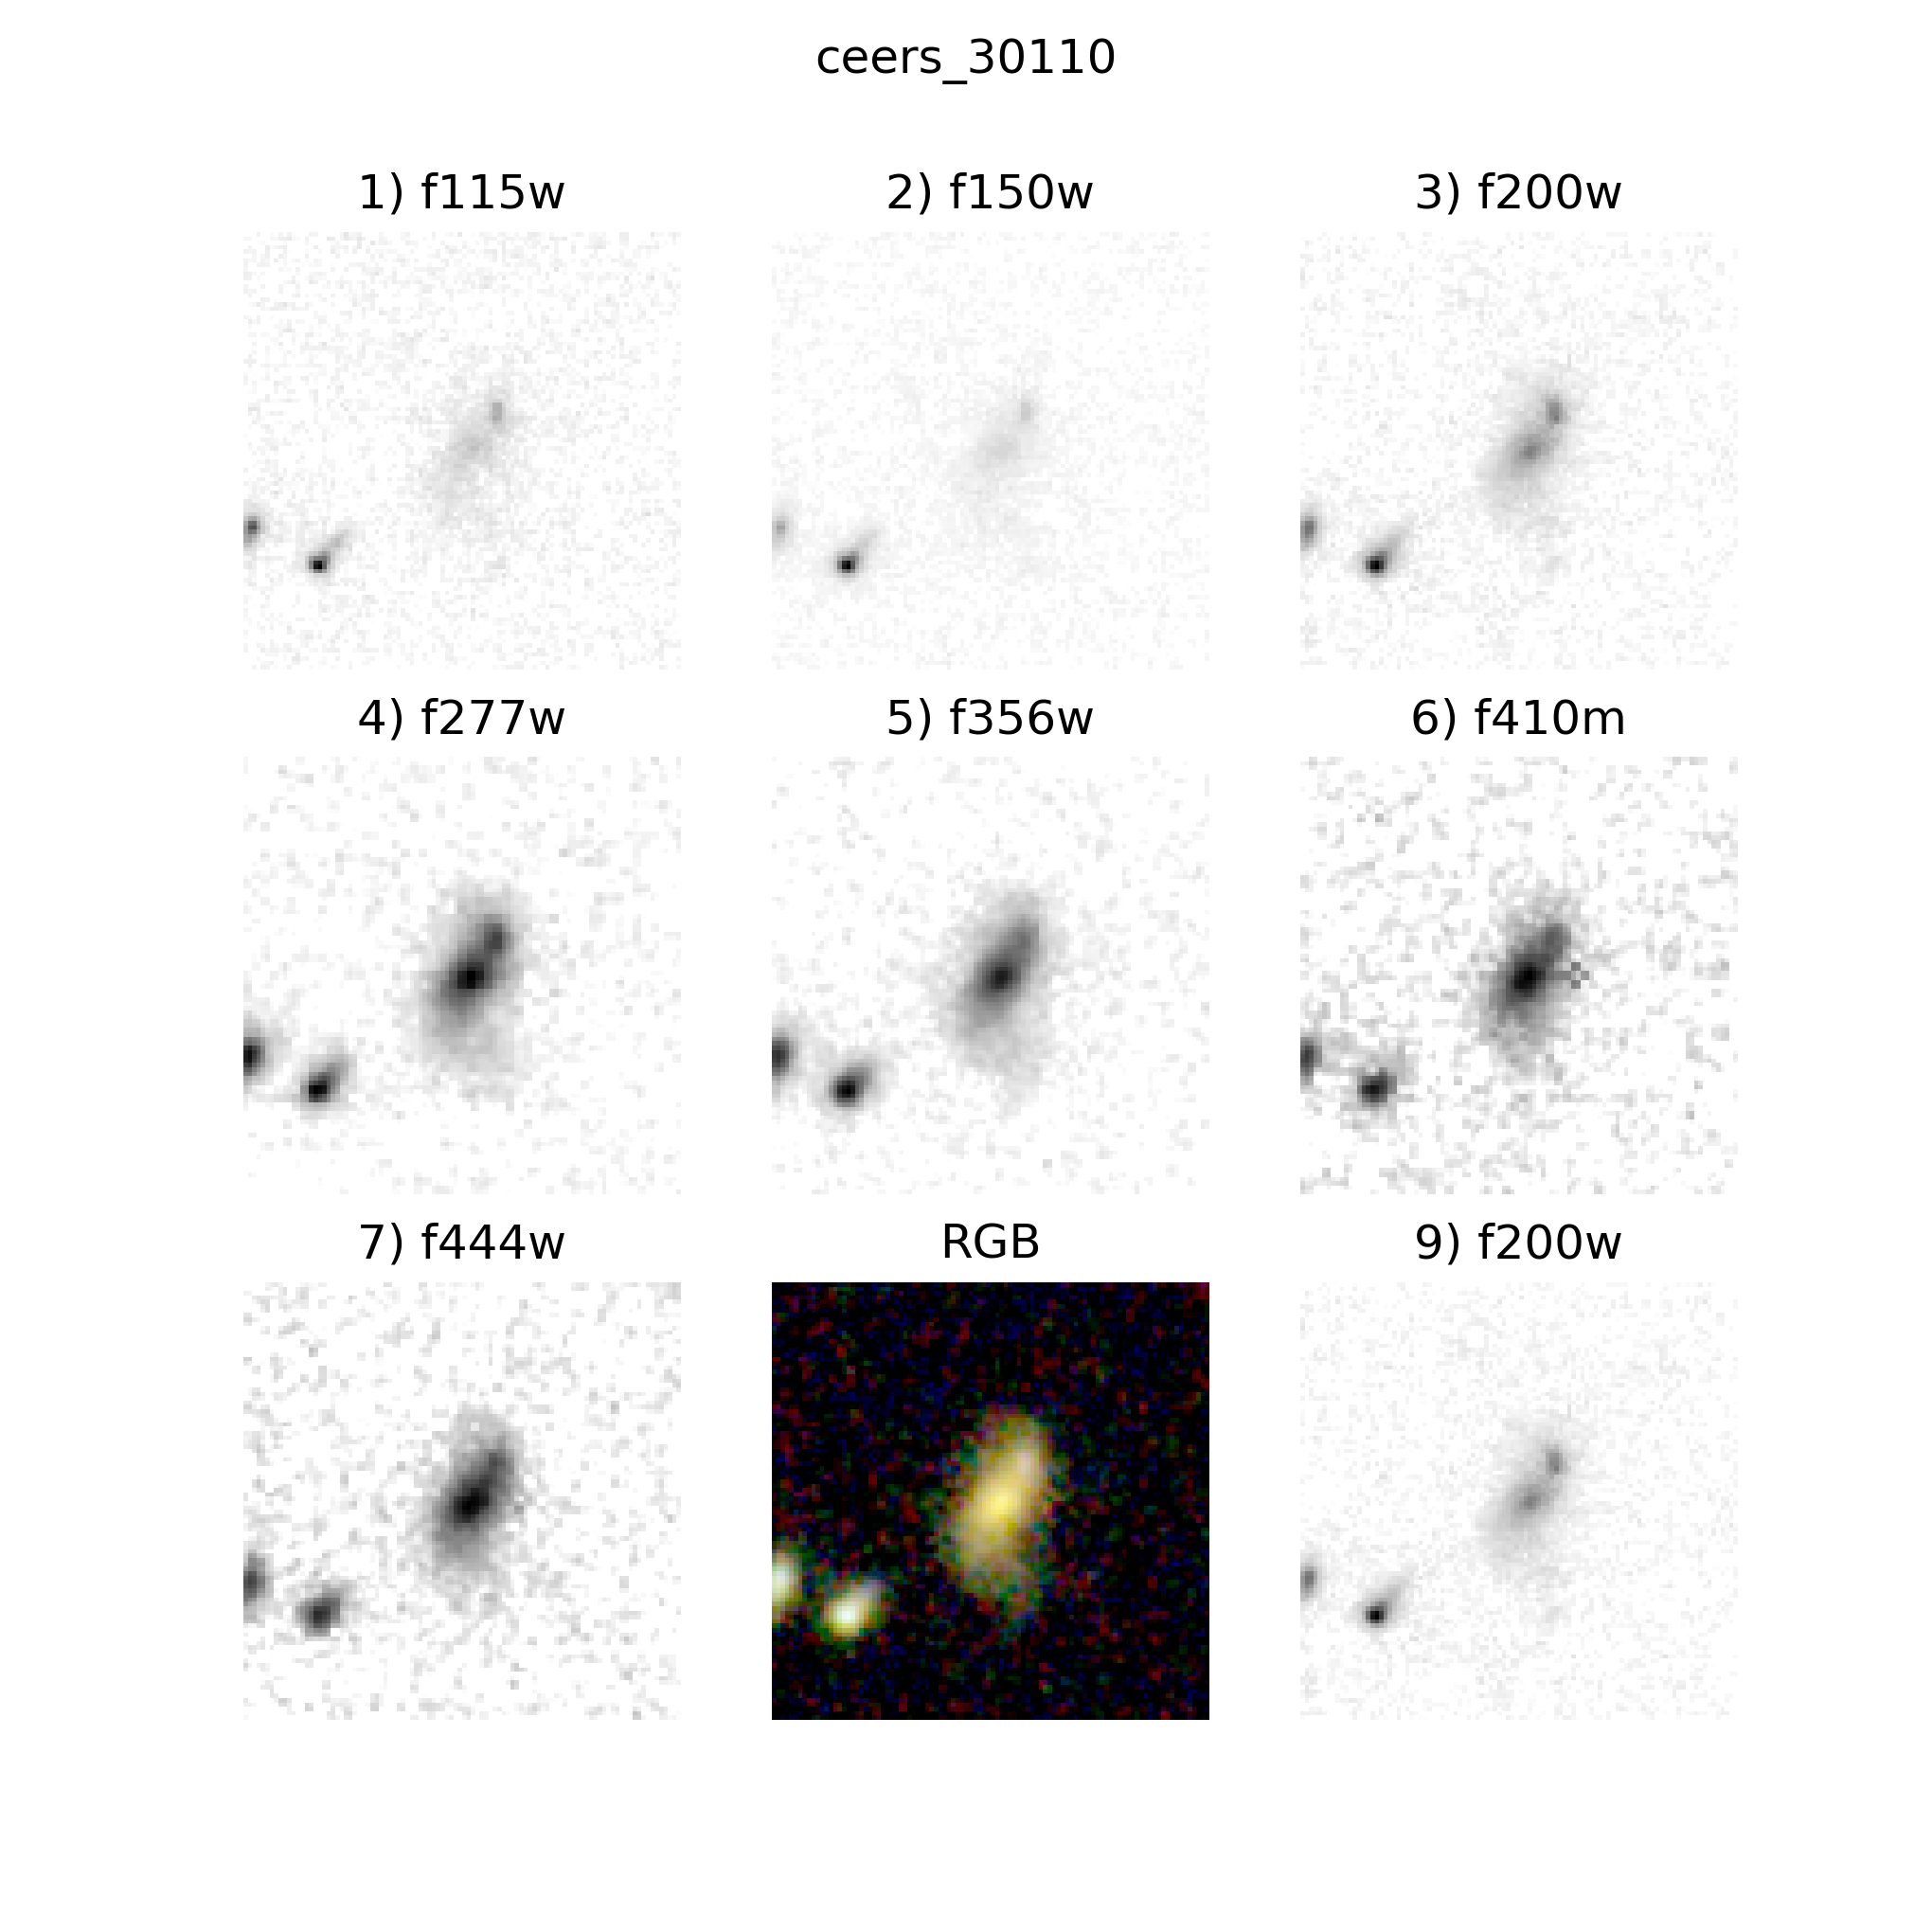 ceers_30110
1) f115w
2) f150w
3) f200w
4) f277w
5) f356w
6) f410m
7) f444w
RGB
9) f200w